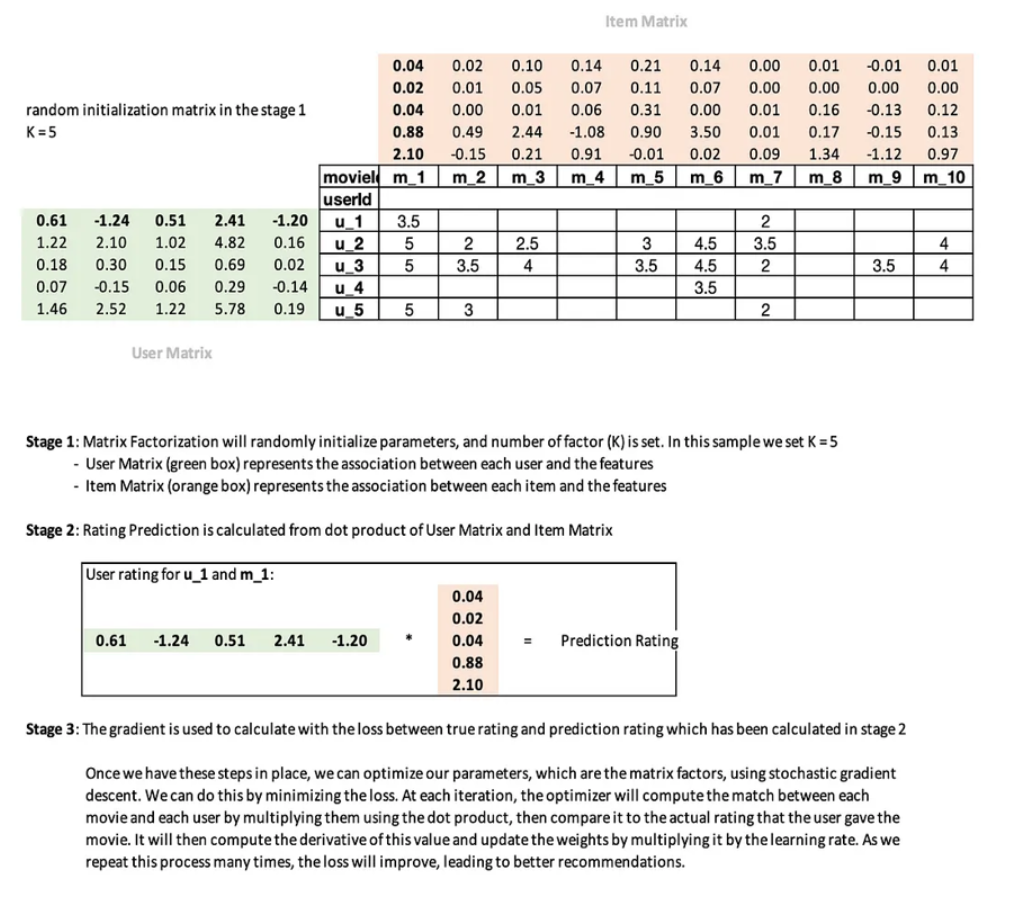 Item Matrix
0.04 0.02 0.10 0.14 0.21 0.14 0.00 0.01 -0.01 0.01
0.02 0.01 0.05 0.07 0.11 0.07 0.00 0.00 0.00 0.00
random initialization matrix in the stage 1
0.04 0.00 0.01 0.06 0.31 0.00 0.01 0.16 -0.13 0.12
K = 5
0.88 0.49 2.44 -1.08 0.90 3.50 0.01 0.17 -0.15 0.13
2.10 -0.15 0.21 0.91 -0.01 0.02 0.09 1.34 -1.12 0.97
movieI m_1 m_2 m_3 m_4 m_5 m_6 m_7 m_8 m_9 m_10
userId
0.61 -1.24 0.51 2.41 -1.20 u_1 3.5 2
1.22 2.10 1.02 4.82 0.16 u_2 5 2 2.5 3 4.5 3.5 4
0.18 0.30 0.15 0.69 0.02 u_3 5 3.5 4 3.5 4.5 2 3.5 4
0.07 -0.15 0.06 0.29 -0.14 u_4 3.5
1.46 2.52 1.22 5.78 0.19 u_5 5 3 2
User Matrix
Stage 1: Matrix Factorization will randomly initialize parameters, and number of factor (K) is set. In this sample we set K = 5
- User Matrix (green box) represents the association between each user and the features
- Item Matrix (orange box) represents the association between each item and the features
Stage 2: Rating Prediction is calculated from dot product of User Matrix and Item Matrix
User rating for u_1 and m_1:
0.04
0.02
0.61 -1.24 0.51 2.41 -1.20 * 0.04 = Prediction Rating
0.88
2.10
Stage 3: The gradient is used to calculate with the loss between true rating and prediction rating which has been calculated in stage 2
Once we have these steps in place, we can optimize our parameters, which are the matrix factors, using stochastic gradient
descent. We can do this by minimizing the loss. At each iteration, the optimizer will compute the match between each
movie and each user by multiplying them using the dot product, then compare it to the actual rating that the user gave the
movie. It will then compute the derivative of this value and update the weights by multiplying it by the learning rate. As we
repeat this process many times, the loss will improve, leading to better recommendations.